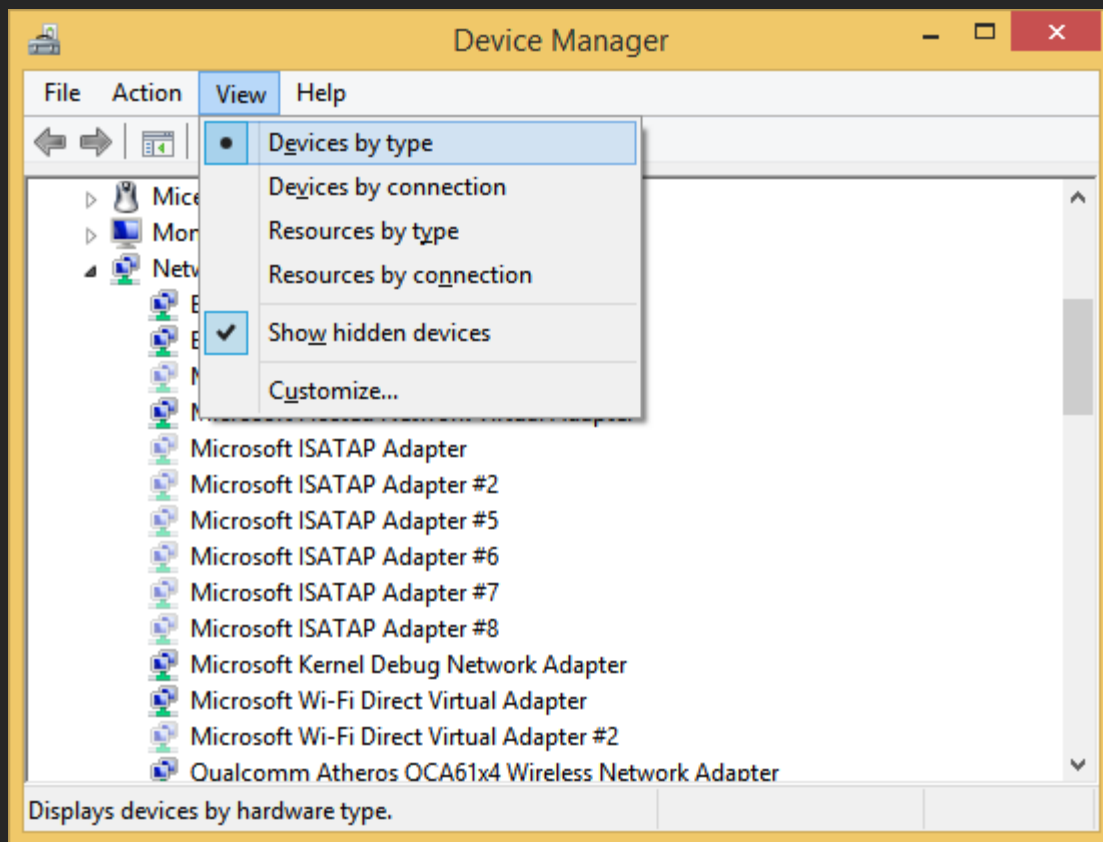 Device Manager
File Action View Help
Devices by type
Devices by connection
Resources by type
Resources by connection
Show hidden devices
Customize...
Microsoft ISATAP Adapter
Microsoft ISATAP Adapter #2
Microsoft ISATAP Adapter #5
Microsoft ISATAP Adapter #6
Microsoft ISATAP Adapter #7
Microsoft ISATAP Adapter #8
Microsoft Kernel Debug Network Adapter
Microsoft Wi-Fi Direct Virtual Adapter
Microsoft Wi-Fi Direct Virtual Adapter #2
Qualcomm Atheros QCA61x4 Wireless Network Adapter
Displays devices by hardware type.